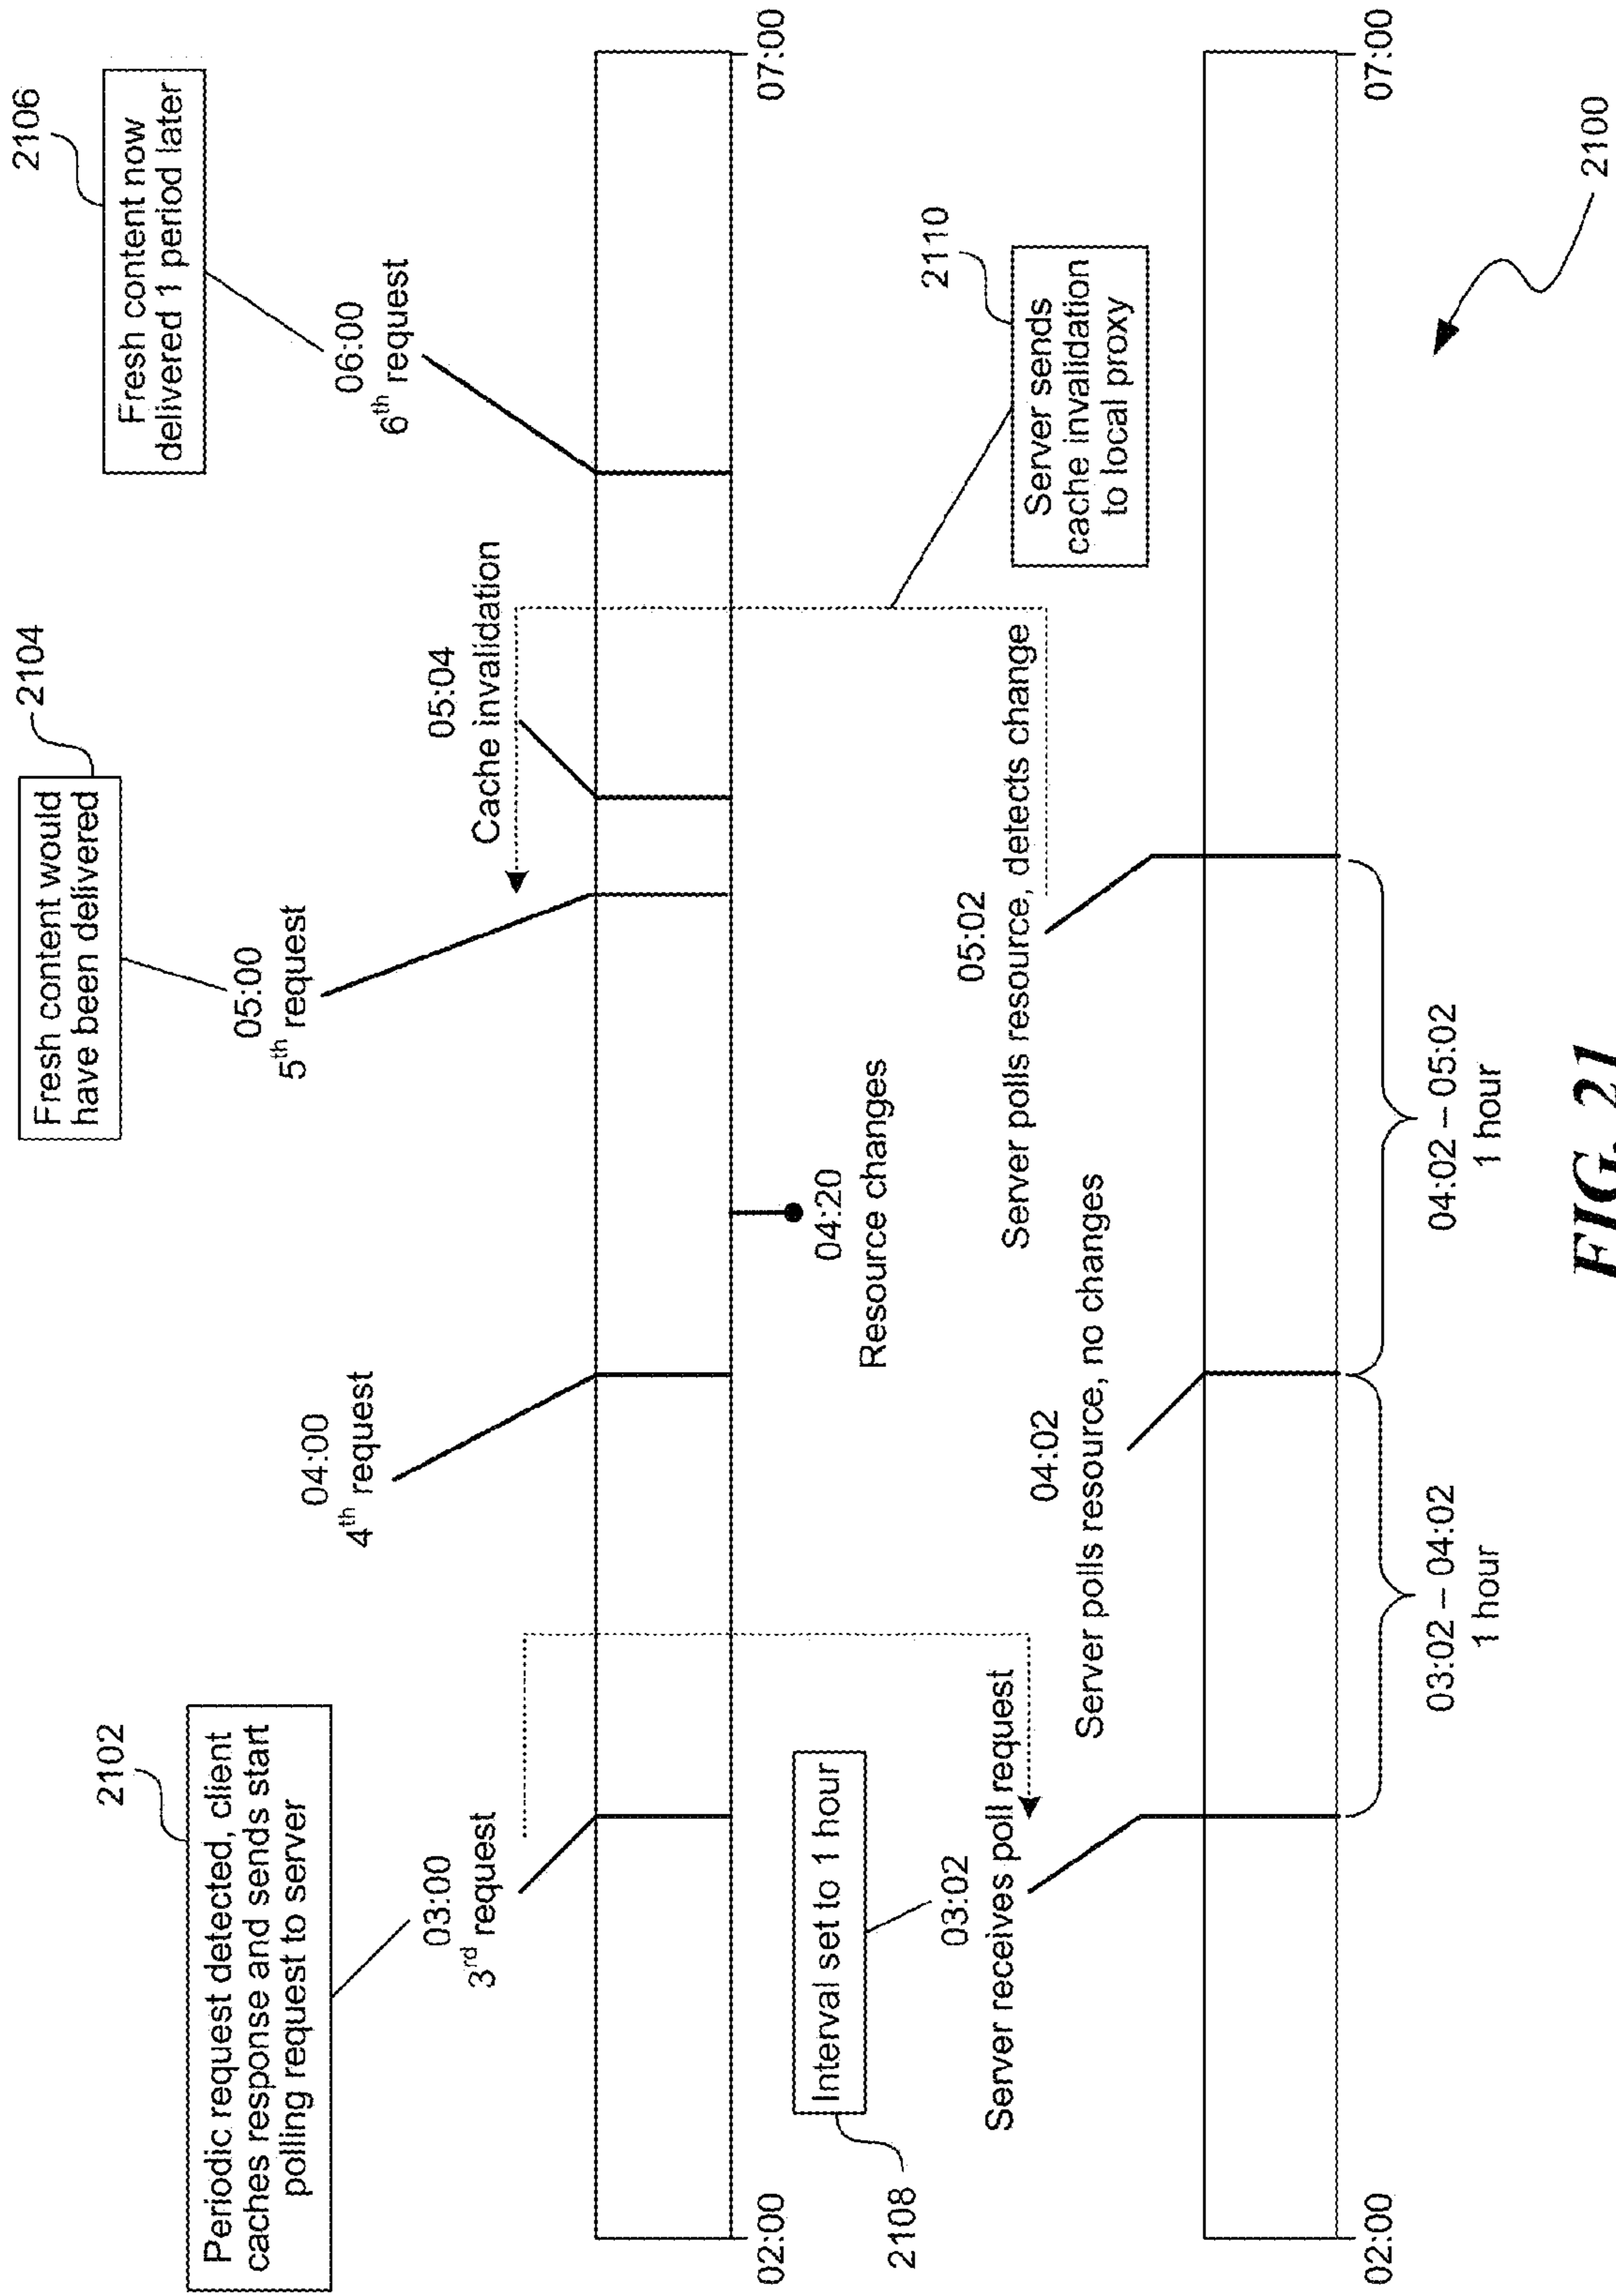 2102
Periodic request detected, client
caches response and sends start
polling request to server
03:00
3rd request
04:00
4th request
2104
Fresh content would
have been delivered
05:00
5th request
05:04
Cache invalidation
2106
Fresh content now
delivered 1 period later
06:00
6th request
02:00
07:00
04:20
Resource changes
2108
Interval set to 1 hour
03:02
Server receives poll request
04:02
Server polls resource, no changes
05:02
Server polls resource, detects change
2110
Server sends
cache invalidation
to local proxy
02:00
07:00
03:02 – 04:02
1 hour
04:02 – 05:02
1 hour
2100
FIG. 21